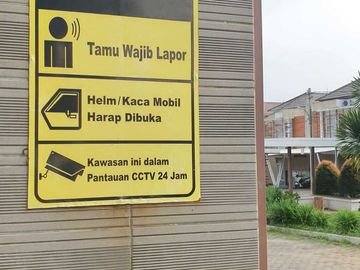 Tamu Wajib Lapor
Helm/Kaca Mobil
Harap Dibuka
Kawasan ini dalam
Pantauan CCTV 24 Jam